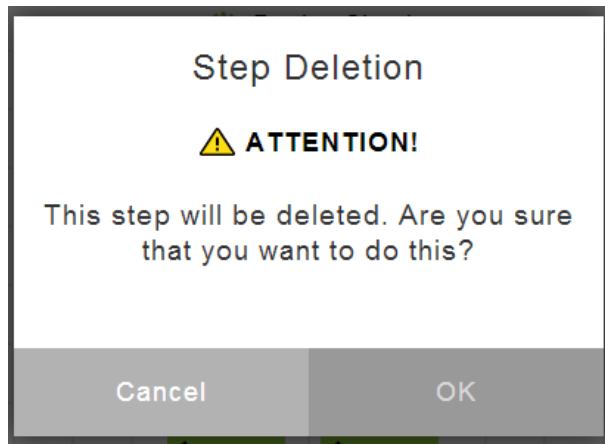 Step Deletion
ATTENTION!
This step will be deleted. Are you sure
that you want to do this?
Cancel
OK